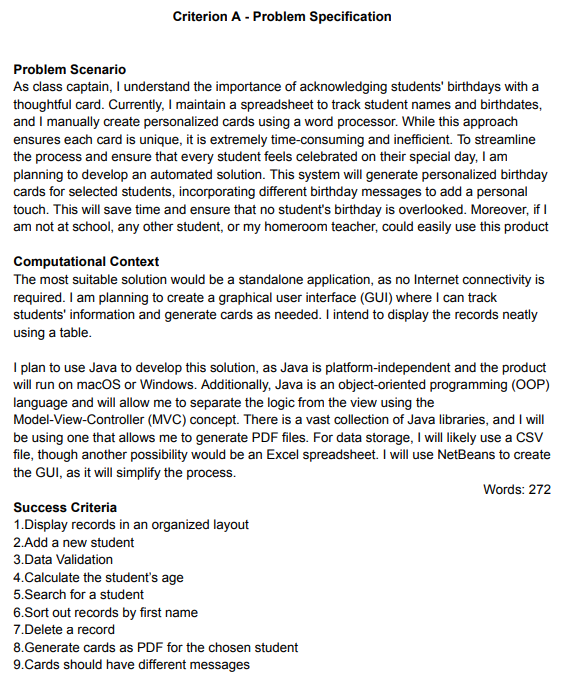 Criterion A - Problem Specification
Problem Scenario
As class captain, I understand the importance of acknowledging students' birthdays with a
thoughtful card. Currently, I maintain a spreadsheet to track student names and birthdates,
and I manually create personalized cards using a word processor. While this approach
ensures each card is unique, it is extremely time-consuming and inefficient. To streamline
the process and ensure that every student feels celebrated on their special day, I am
planning to develop an automated solution. This system will generate personalized birthday
cards for selected students, incorporating different birthday messages to add a personal
touch. This will save time and ensure that no student's birthday is overlooked. Moreover, if I
am not at school, any other student, or my homeroom teacher, could easily use this product
Computational Context
The most suitable solution would be a standalone application, as no Internet connectivity is
required. I am planning to create a graphical user interface (GUI) where I can track
students' information and generate cards as needed. I intend to display the records neatly
using a table.
I plan to use Java to develop this solution, as Java is platform-independent and the product
will run on macOS or Windows. Additionally, Java is an object-oriented programming (OOP)
language and will allow me to separate the logic from the view using the
Model-View-Controller (MVC) concept. There is a vast collection of Java libraries, and I will
be using one that allows me to generate PDF files. For data storage, I will likely use a CSV
file, though another possibility would be an Excel spreadsheet. I will use NetBeans to create
the GUI, as it will simplify the process.
Words: 272
Success Criteria
1.Display records in an organized layout
2.Add a new student
3.Data Validation
4.Calculate the student's age
5.Search for a student
6.Sort out records by first name
7.Delete a record
8.Generate cards as PDF for the chosen student
9.Cards should have different messages